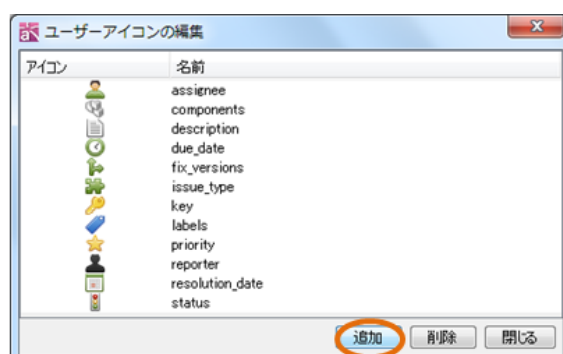 ユーザーアイコンの編集
アイコン 名前
assignee
components
description
due_date
fix_versions
issue_type
key
labels
priority
reporter
resolution_date
status
追加 削除 閉じる